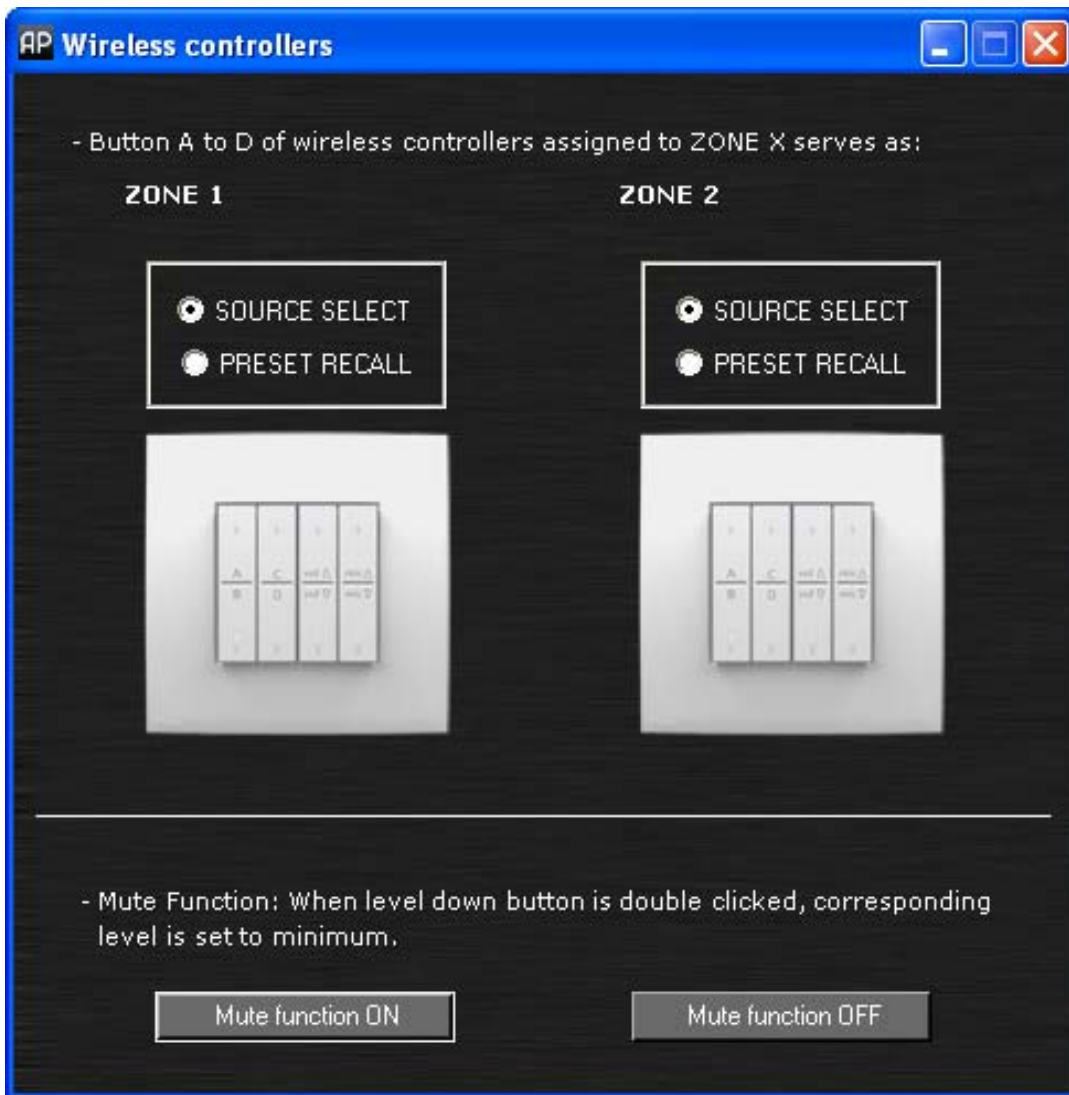 AP Wireless controllers
- Button A to D of wireless controllers assigned to ZONE X serves as:
ZONE 1
ZONE 2
SOURCE SELECT
PRESET RECALL
SOURCE SELECT
PRESET RECALL
A C
B D
A C
B D
- Mute Function: When level down button is double clicked, corresponding
level is set to minimum.
Mute function ON
Mute function OFF